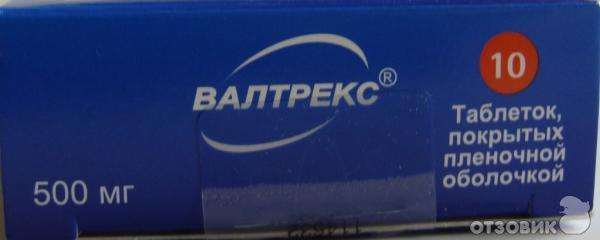 ВАЛТРЕКС®
10
Таблеток,
покрытых
пленочной
оболочкой
500 мг
ОТЗОВИК